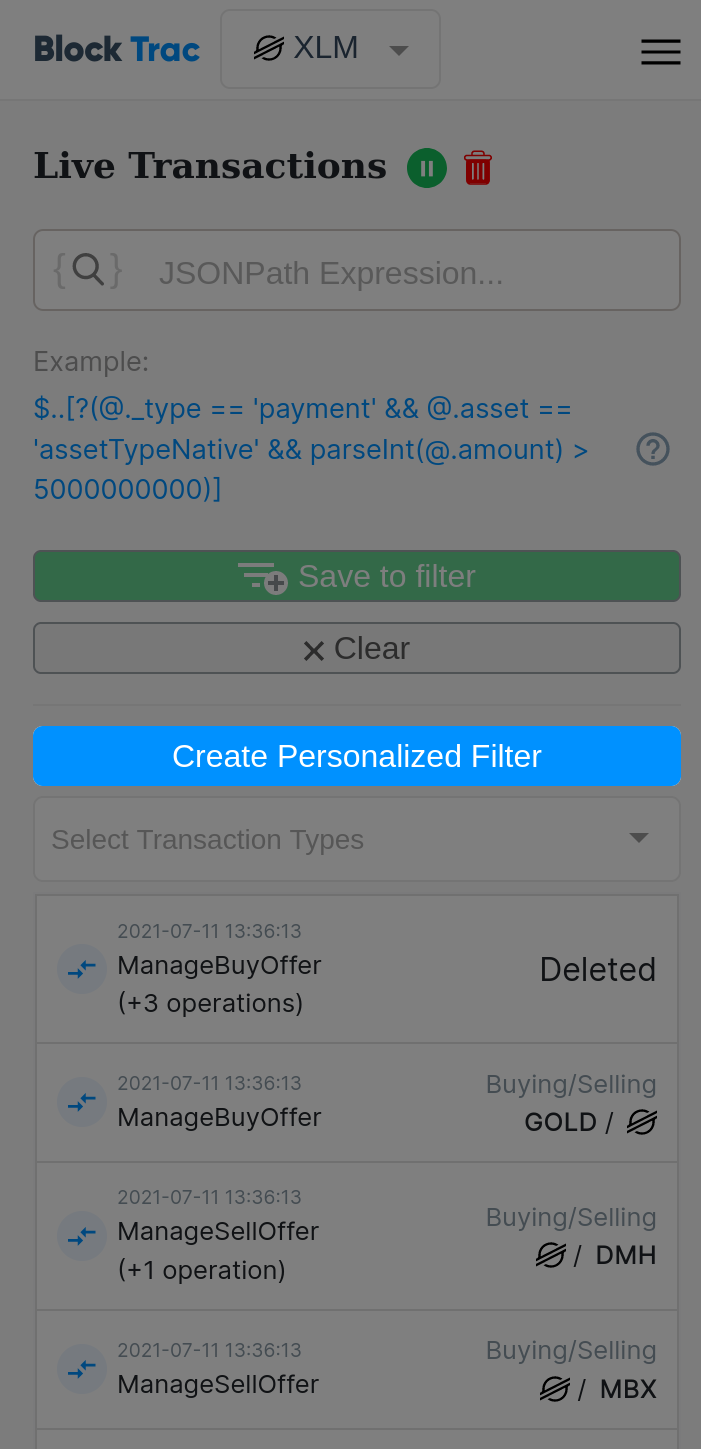 Block Trac XLM
Live Transactions
{ } JSONPath Expression...
Example:
$..[?(@._type == 'payment' && @.asset ==
'assetTypeNative' && parseInt(@.amount) >
5000000000)]
Save to filter
Clear
Create Personalized Filter
Select Transaction Types
2021-07-11 13:36:13
ManageBuyOffer
(+3 operations)
Deleted
2021-07-11 13:36:13
ManageBuyOffer
Buying/Selling
GOLD /
2021-07-11 13:36:13
ManageSellOffer
(+1 operation)
Buying/Selling
/ DMH
2021-07-11 13:36:13
ManageSellOffer
Buying/Selling
/ MBX